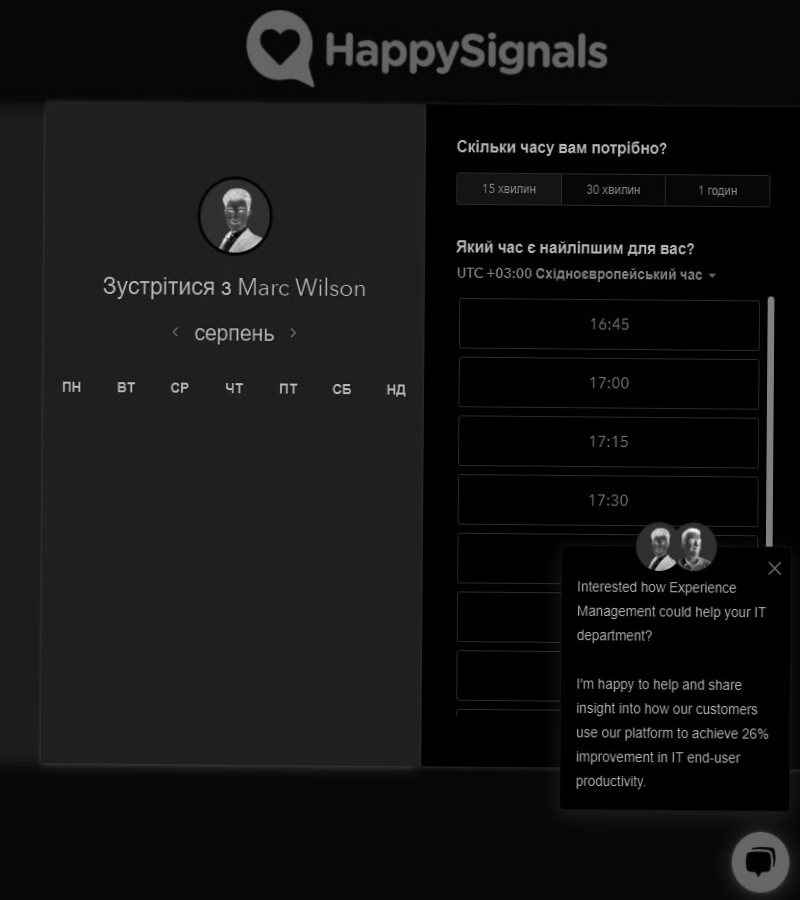 HappySignals
Зустрітися з Marc Wilson
серпень
ПН ВТ СР ЧТ ПТ СБ НД
Скільки часу вам потрібно?
15 хвилин 30 хвилин 1 годин
Який час є найліпшим для вас?
UTC +03:00 Східноєвропейський час
16:45
17:00
17:15
17:30
Interested how Experience
Management could help your IT
department?
I'm happy to help and share
insight into how our customers
use our platform to achieve 26%
improvement in IT end-user
productivity.